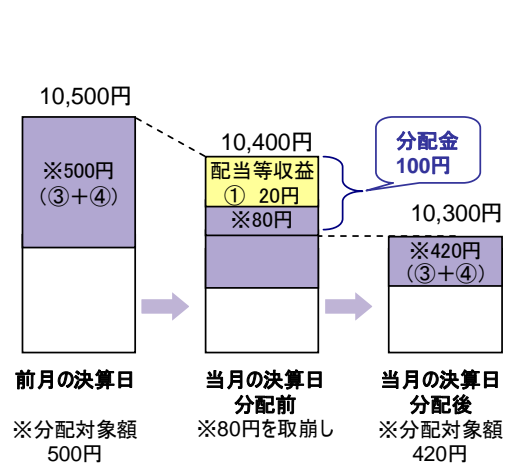 10,500円
※500円
(③+④)
前月の決算日
※分配対象額
500円
10,400円
配当等収益
① 20円
※80円
当月の決算日
分配前
※80円を取崩し
分配金
100円
10,300円
※420円
(③+④)
当月の決算日
分配後
※分配対象額
420円